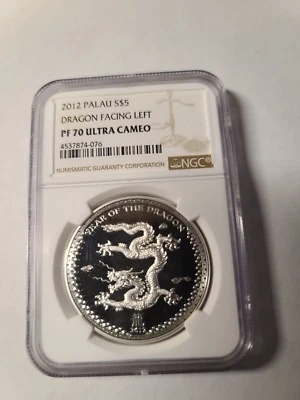 2012 PALAU S$5
DRAGON FACING LEFT
PF 70 ULTRA CAMEO
4537874-076
NUMISMATIC GUARANTY CORPORATION
NGC
YEAR OF THE DRAGON